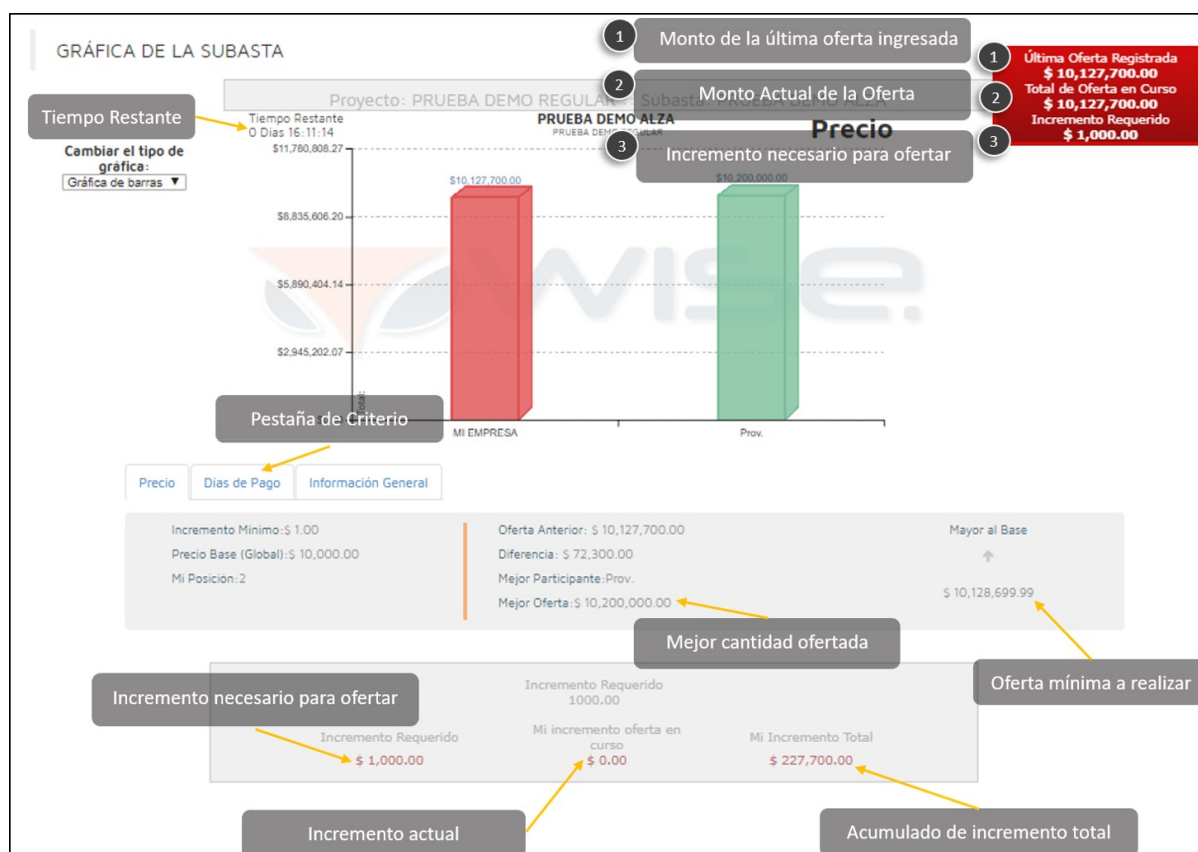 GRÁFICA DE LA SUBASTA
1 Monto de la última oferta ingresada
2 Monto Actual de la Oferta
3 Incremento necesario para ofertar
1 Última Oferta Registrada
$ 10,127,700.00
2 Total de Oferta en Curso
$ 10,127,700.00
3 Incremento Requerido
$ 1,000.00
Proyecto: PRUEBA DEMO REGULAR - Subasta: PRUEBA DEMO ALZA
Tiempo Restante
Tiempo Restante
0 Días 16:11:14
PRUEBA DEMO ALZA
PRUEBA DEMO REGULAR
Precio
Cambiar el tipo de
gráfica:
Gráfica de barras ▼
$11,780,808.27
$8,835,606.20
$5,890,404.14
$2,945,202.07
Total:
$10,127,700.00
$10,200,000.00
wise
MI EMPRESA
Prov.
Pestaña de Criterio
Precio
Días de Pago
Información General
Incremento Mínimo:$ 1.00
Precio Base (Global):$ 10,000.00
Mi Posición:2
Oferta Anterior: $ 10,127,700.00
Diferencia: $ 72,300.00
Mejor Participante:Prov.
Mejor Oferta:$ 10,200,000.00
Mayor al Base
$ 10,128,699.99
Mejor cantidad ofertada
Oferta mínima a realizar
Incremento necesario para ofertar
Incremento Requerido
1000.00
Incremento Requerido
$ 1,000.00
Mi incremento oferta en
curso
$ 0.00
Mi Incremento Total
$ 227,700.00
Incremento actual
Acumulado de incremento total